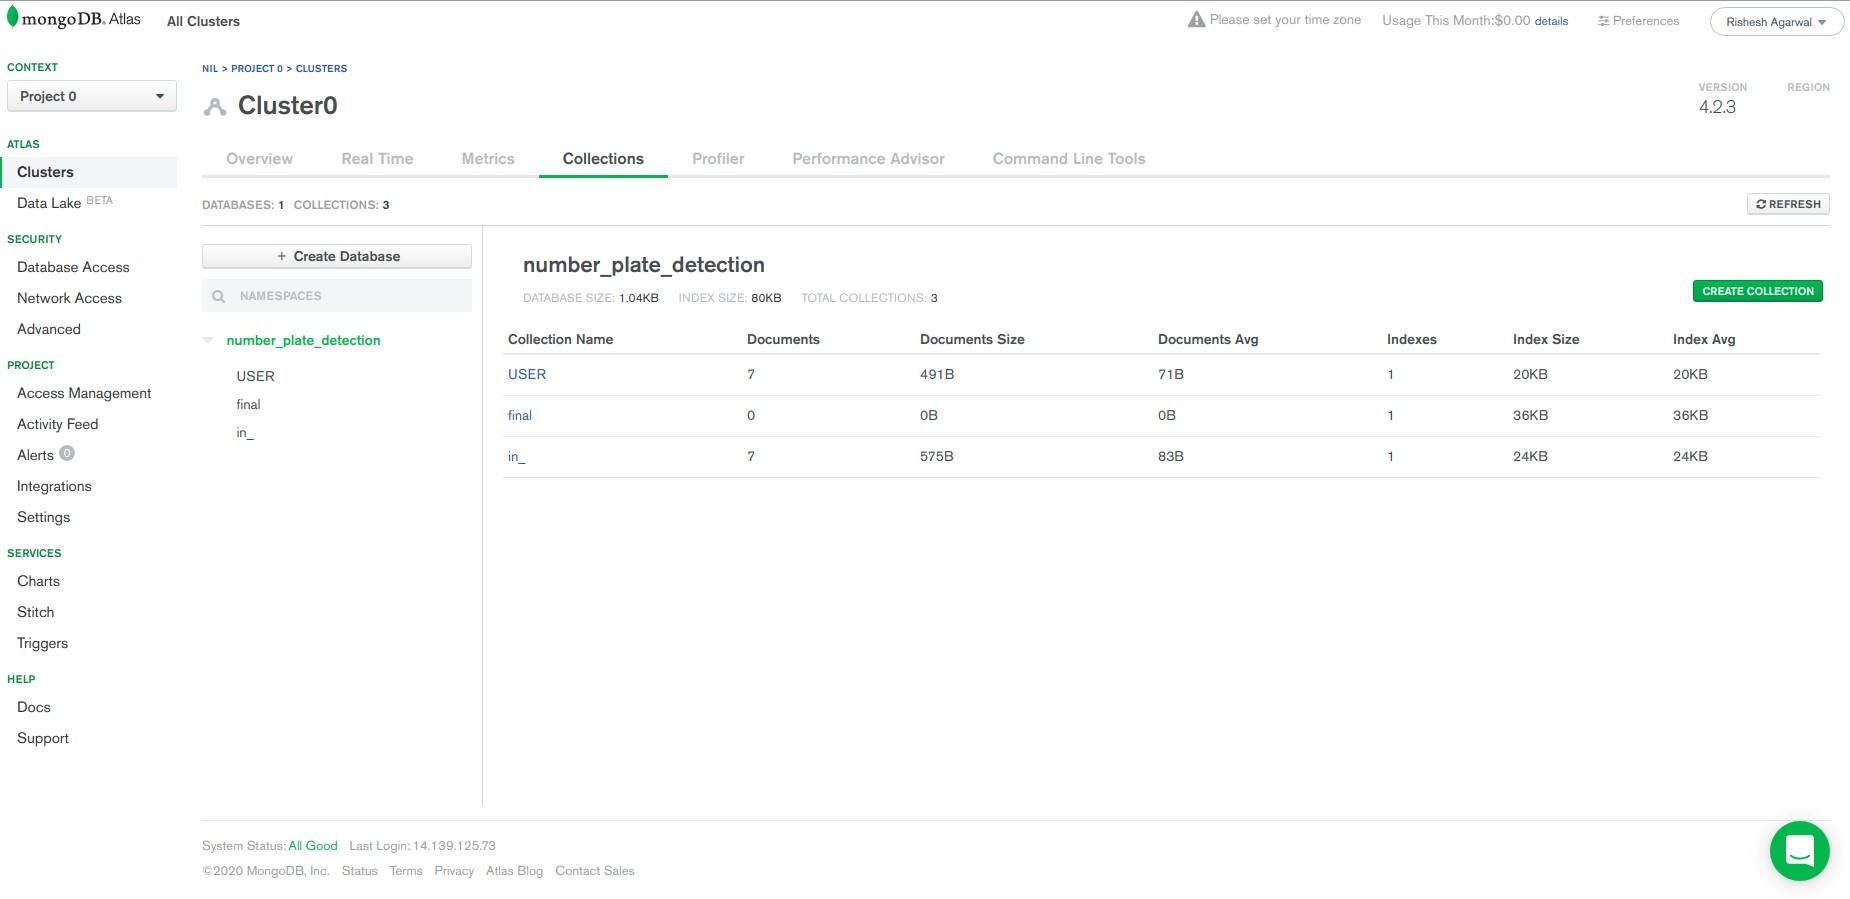 mongoDB. Atlas All Clusters Please set your time zone Usage This Month:$0.00 details Preferences Rishesh Agarwal
CONTEXT
Project 0
ATLAS
Clusters
Data Lake BETA
SECURITY
Database Access
Network Access
Advanced
PROJECT
Access Management
Activity Feed
Alerts 0
Integrations
Settings
SERVICES
Charts
Stitch
Triggers
HELP
Docs
Support
NIL > PROJECT 0 > CLUSTERS
Cluster0
VERSION REGION
4.2.3
Overview Real Time Metrics Collections Profiler Performance Advisor Command Line Tools
DATABASES: 1 COLLECTIONS: 3 REFRESH
+ Create Database
NAMESPACES
number_plate_detection
USER
final
in_
number_plate_detection
DATABASE SIZE: 1.04KB INDEX SIZE: 80KB TOTAL COLLECTIONS: 3
CREATE COLLECTION
Collection Name Documents Documents Size Documents Avg Indexes Index Size Index Avg
USER 7 491B 71B 1 20KB 20KB
final 0 0B 0B 1 36KB 36KB
in_ 7 575B 83B 1 24KB 24KB
System Status: All Good Last Login: 14.139.125.73
©2020 MongoDB, Inc. Status Terms Privacy Atlas Blog Contact Sales